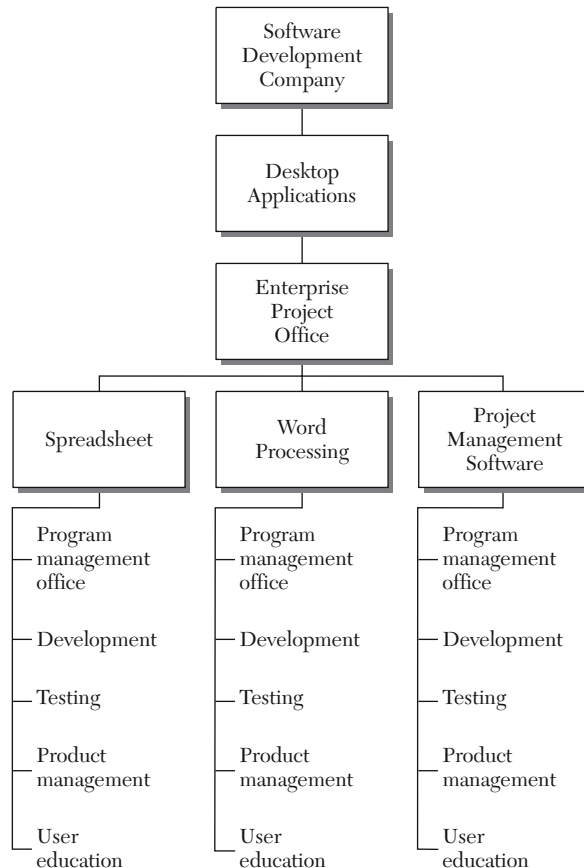 Software
Development
Company
Desktop
Applications
Enterprise
Project
Office
Spreadsheet
Word
Processing
Project
Management
Software
Program
management
office
Development
Testing
Product
management
User
education
Program
management
office
Development
Testing
Product
management
User
education
Program
management
office
Development
Testing
Product
management
User
education